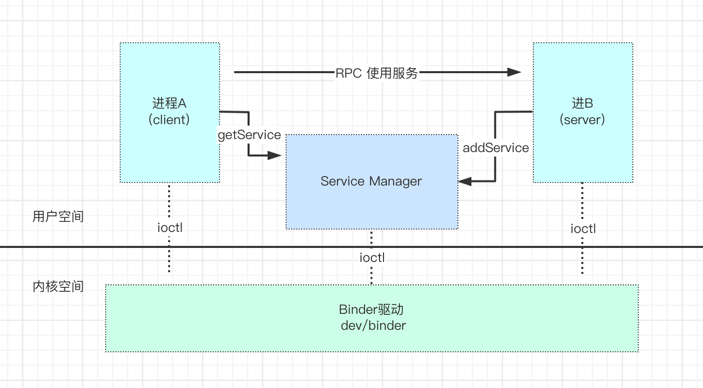 RPC 使用服务
进程A
(client)
进B
(server)
getService
addService
Service Manager
用户空间
ioctl
ioctl
ioctl
内核空间
Binder驱动
dev/binder